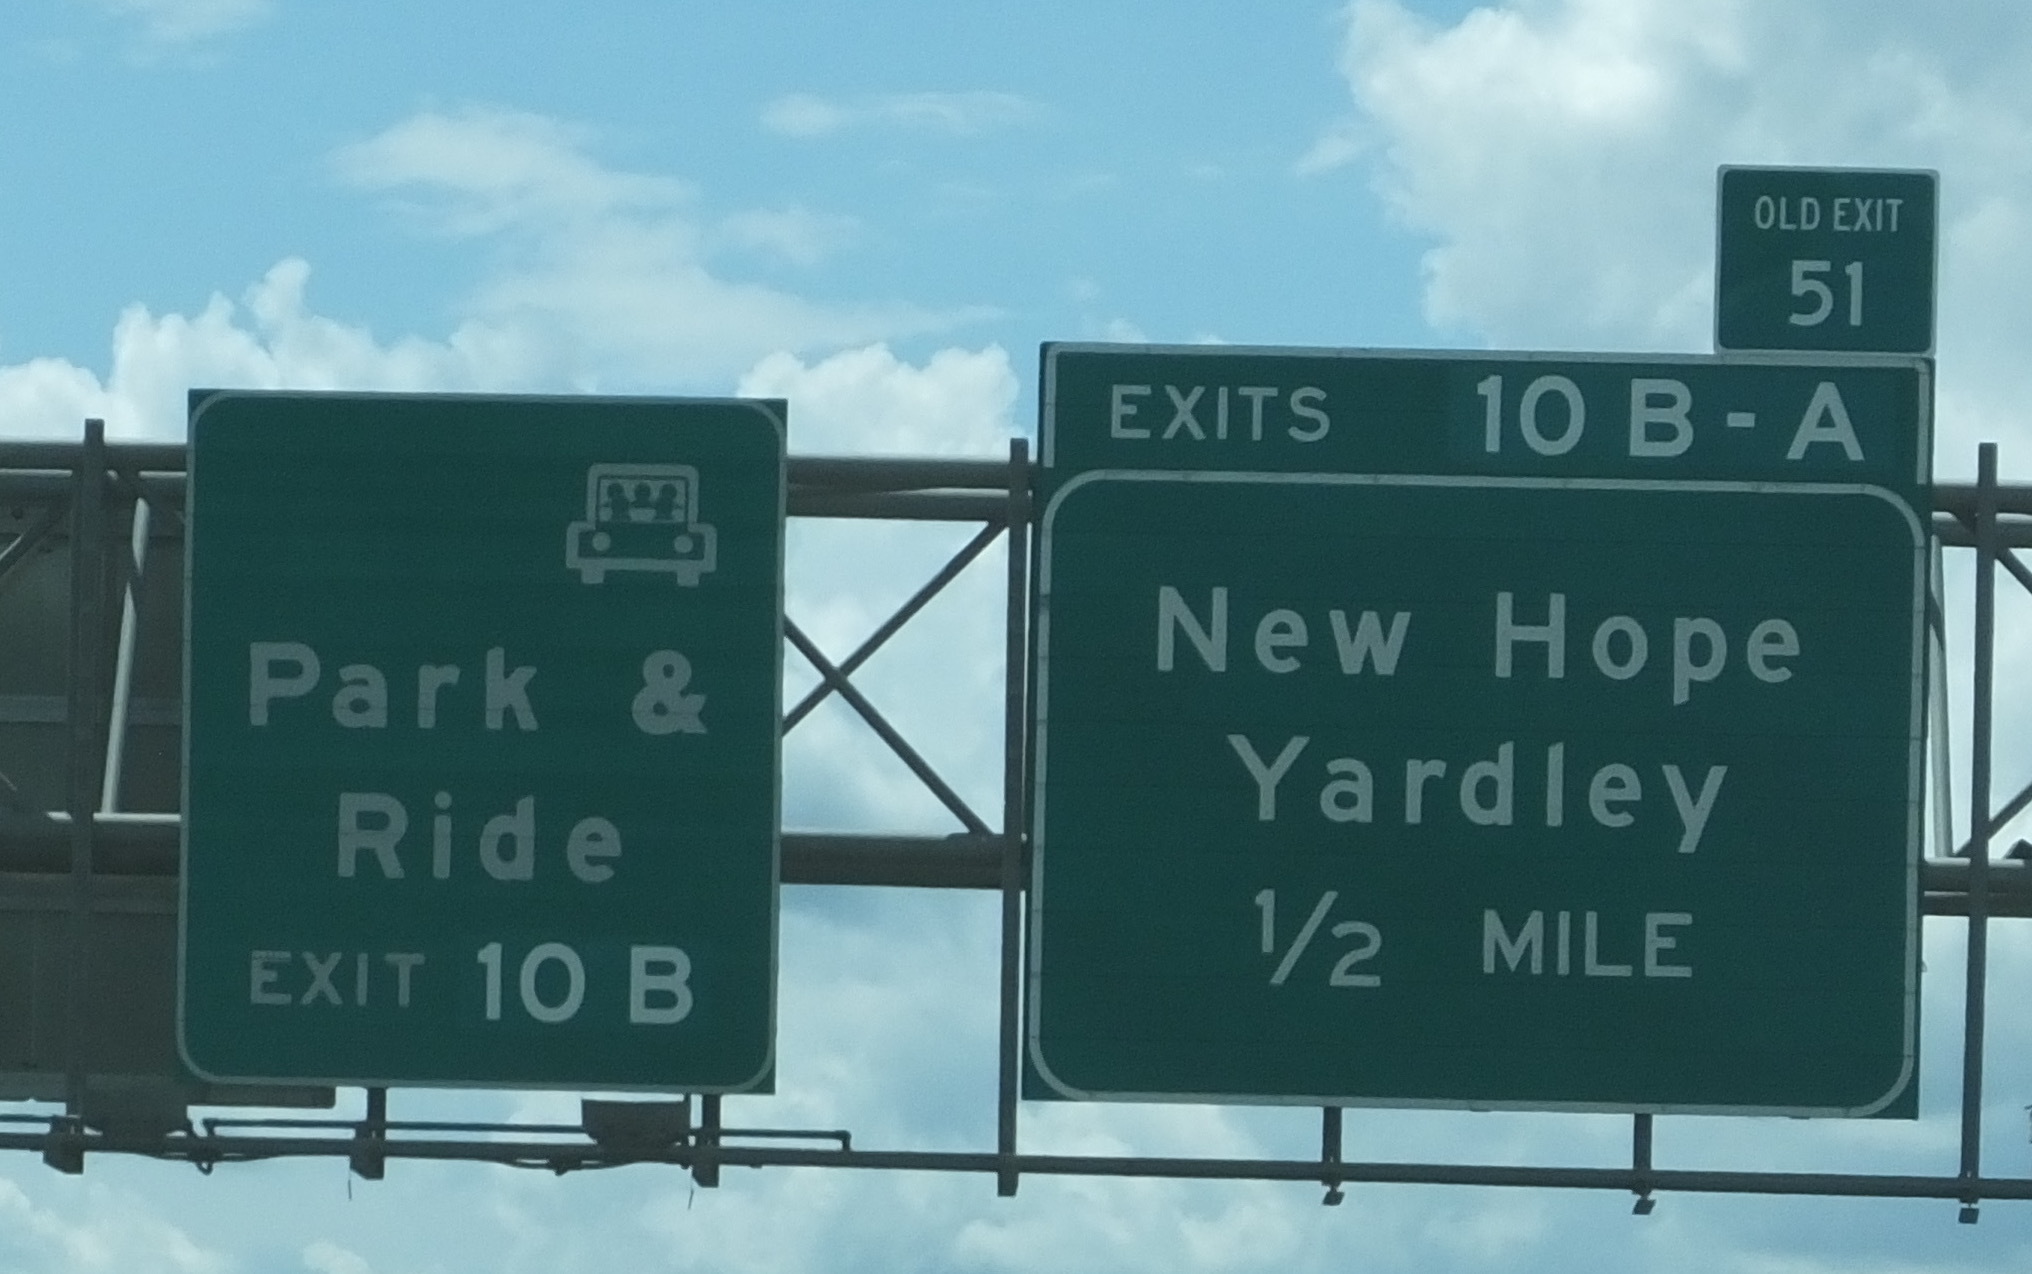 Park &
Ride
EXIT 10 B
OLD EXIT
51
EXITS 10 B - A
New Hope
Yardley
1/2 MILE